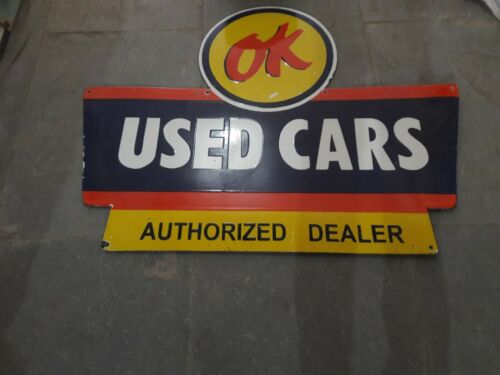 OK
USED CARS
AUTHORIZED DEALER